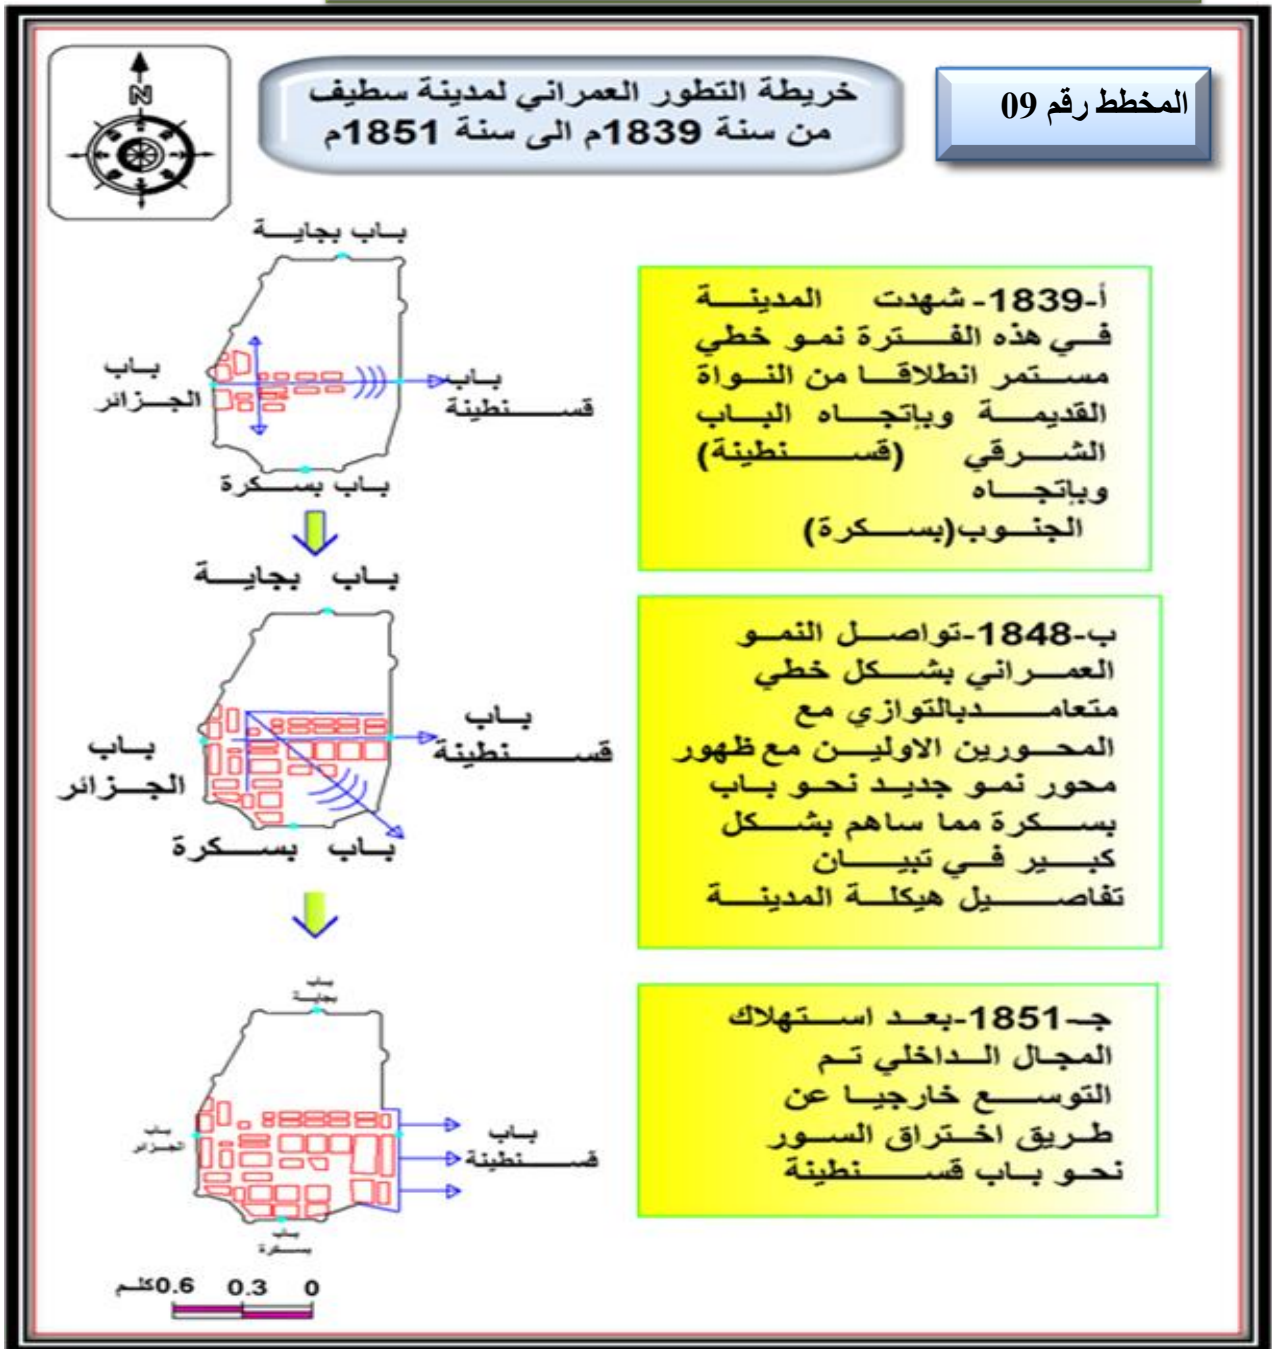 المخطط رقم 09
خريطة التطور العمراني لمدينة سطيف
من سنة 1839م الى سنة 1851م
N
باب بجاية
باب
الجزائر
باب
قسنطينة
باب بسكرة
أ-1839- شهدت المدينة
في هذه الفترة نمو خطي
مستمر انطلاقا من النواة
القديمة وبإتجاه الباب
الشرقي (قسنطينة)
وبإتجاه
الجنوب(بسكرة)
باب بجاية
باب
قسنطينة
باب
الجزائر
باب بسكرة
ب-1848-تواصل النمو
العمراني بشكل خطي
متعامدبالتوازي مع
المحورين الاولين مع ظهور
محور نمو جديد نحو باب
بسكرة مما ساهم بشكل
كبير في تبيان
تفاصيل هيكلة المدينة
باب
بجاية
باب
الجزائر
باب
قسنطينة
باب
بسكرة
جـ-1851-بعد استهلاك
المجال الداخلي تم
التوسع خارجيا عن
طريق اختراق السور
نحو باب قسنطينة
0 0.3 0.6كلم